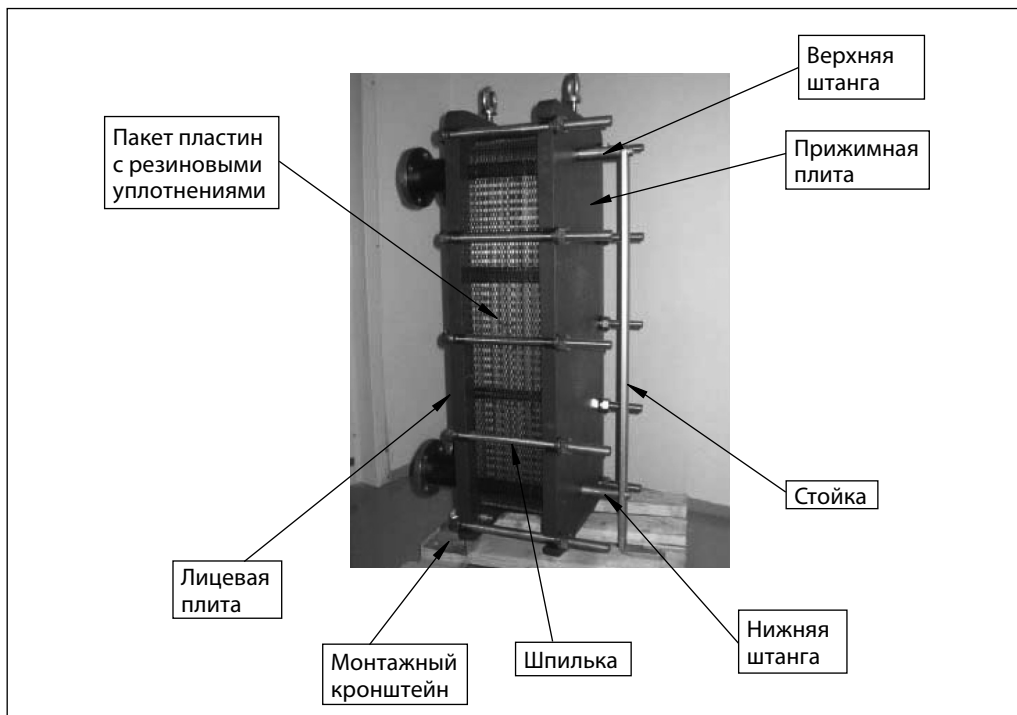 Верхняя
штанга
Пакет пластин
с резиновыми
уплотнениями
Прижимная
плита
Стойка
Лицевая
плита
Монтажный
кронштейн
Шпилька
Нижняя
штанга